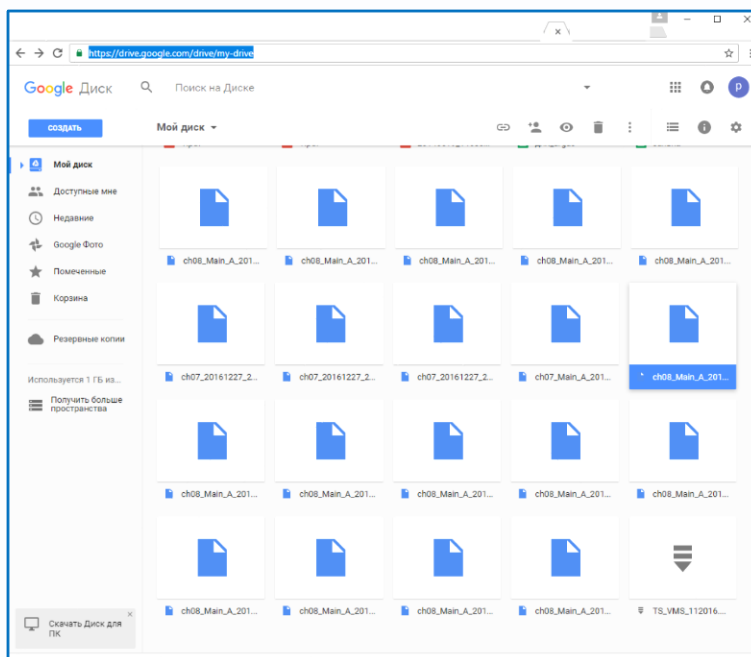 https://drive.google.com/drive/my-drive
Google Диск
Поиск на Диске
p
СОЗДАТЬ
Мой диск
Мой диск
Доступные мне
Недавние
Google Фото
Помеченные
Корзина
Резервные копии
Используется 1 ГБ из...
Получить больше
пространства
ch08_Main_A_201... ch08_Main_A_201... ch08_Main_A_201... ch08_Main_A_201... ch08_Main_A_201...
ch07_20161227_2... ch07_20161227_2... ch07_20161227_2... ch07_Main_A_201... ch08_Main_A_201...
ch08_Main_A_201... ch08_Main_A_201... ch08_Main_A_201... ch08_Main_A_201... ch08_Main_A_201...
ch08_Main_A_201... ch08_Main_A_201... ch08_Main_A_201... ch08_Main_A_201... TS_VMS_112016....
Скачать Диск для
ПК